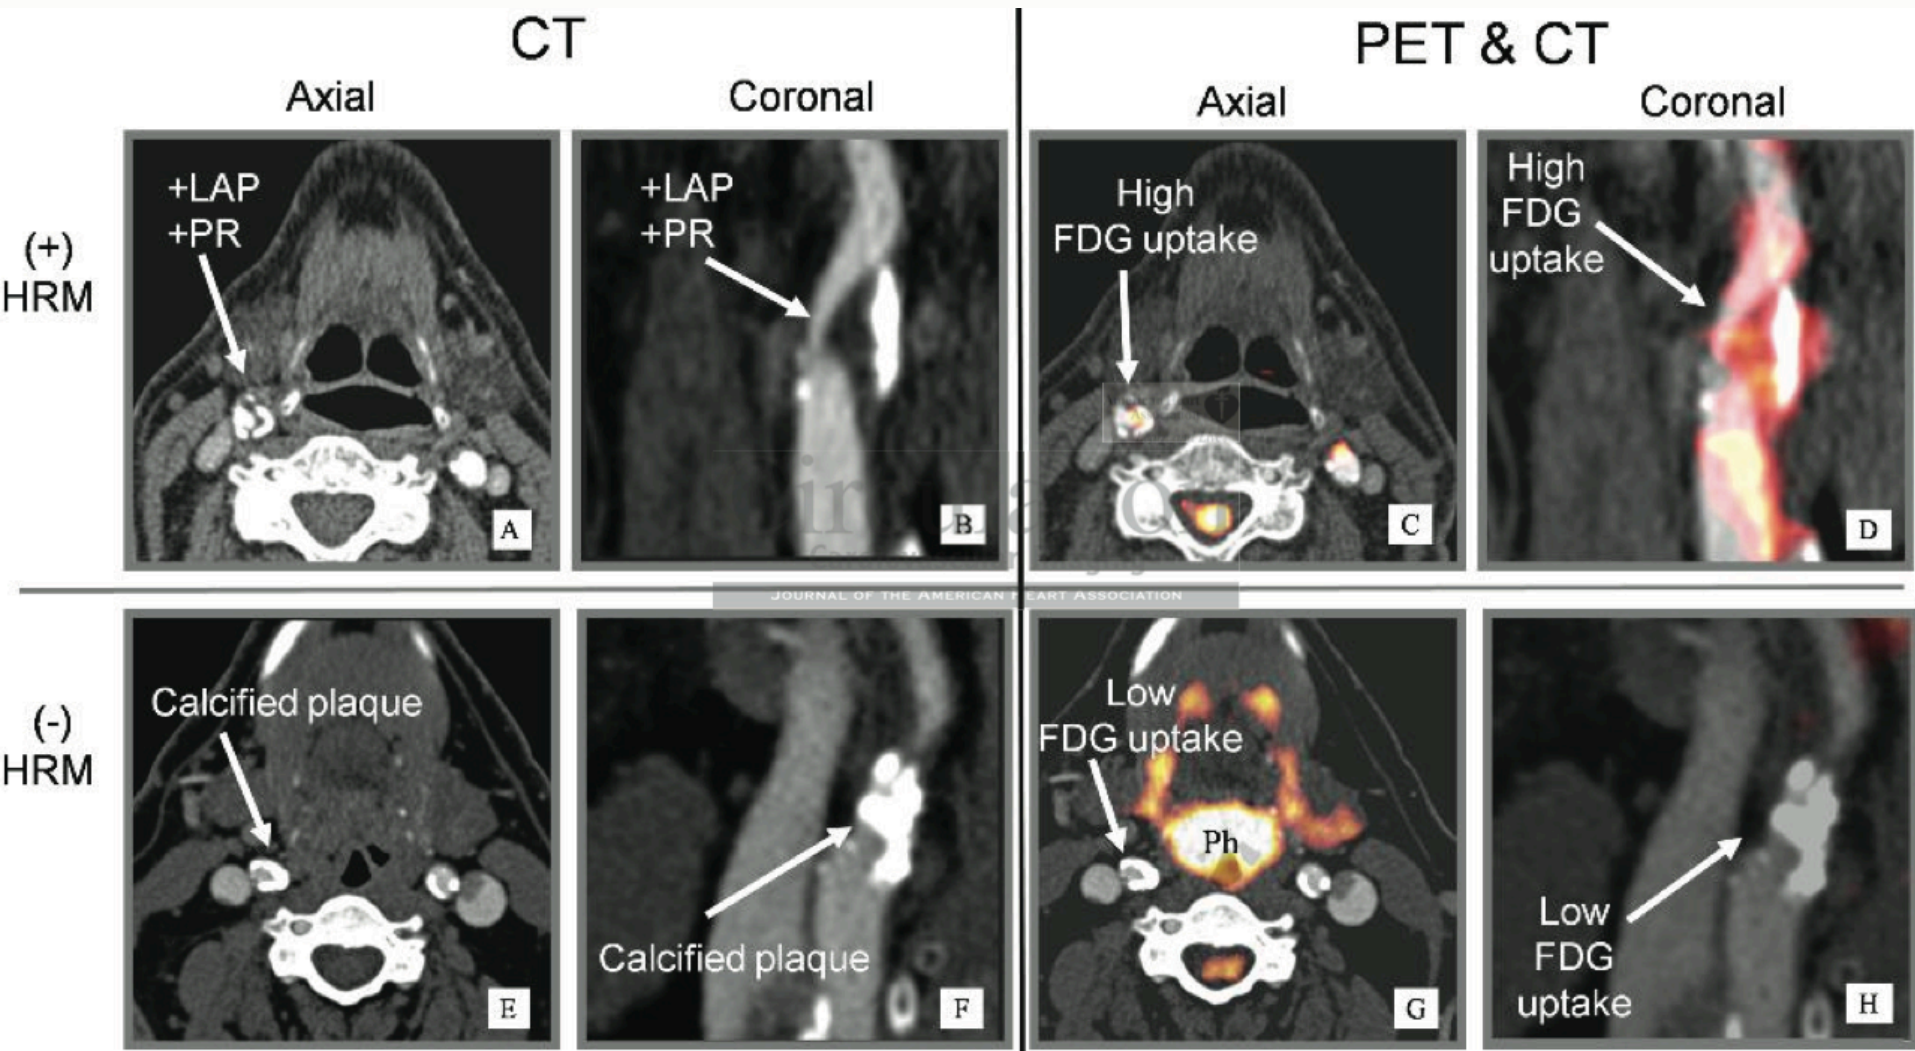 CT
PET & CT
Axial
Coronal
Axial
Coronal
(+)
HRM
+LAP
+PR
A
+LAP
+PR
B
High
FDG uptake
C
High
FDG
uptake
D
JOURNAL OF THE AMERICAN HEART ASSOCIATION
(-)
HRM
Calcified plaque
E
Calcified plaque
F
Low
FDG uptake
Ph
G
Low
FDG
uptake
H